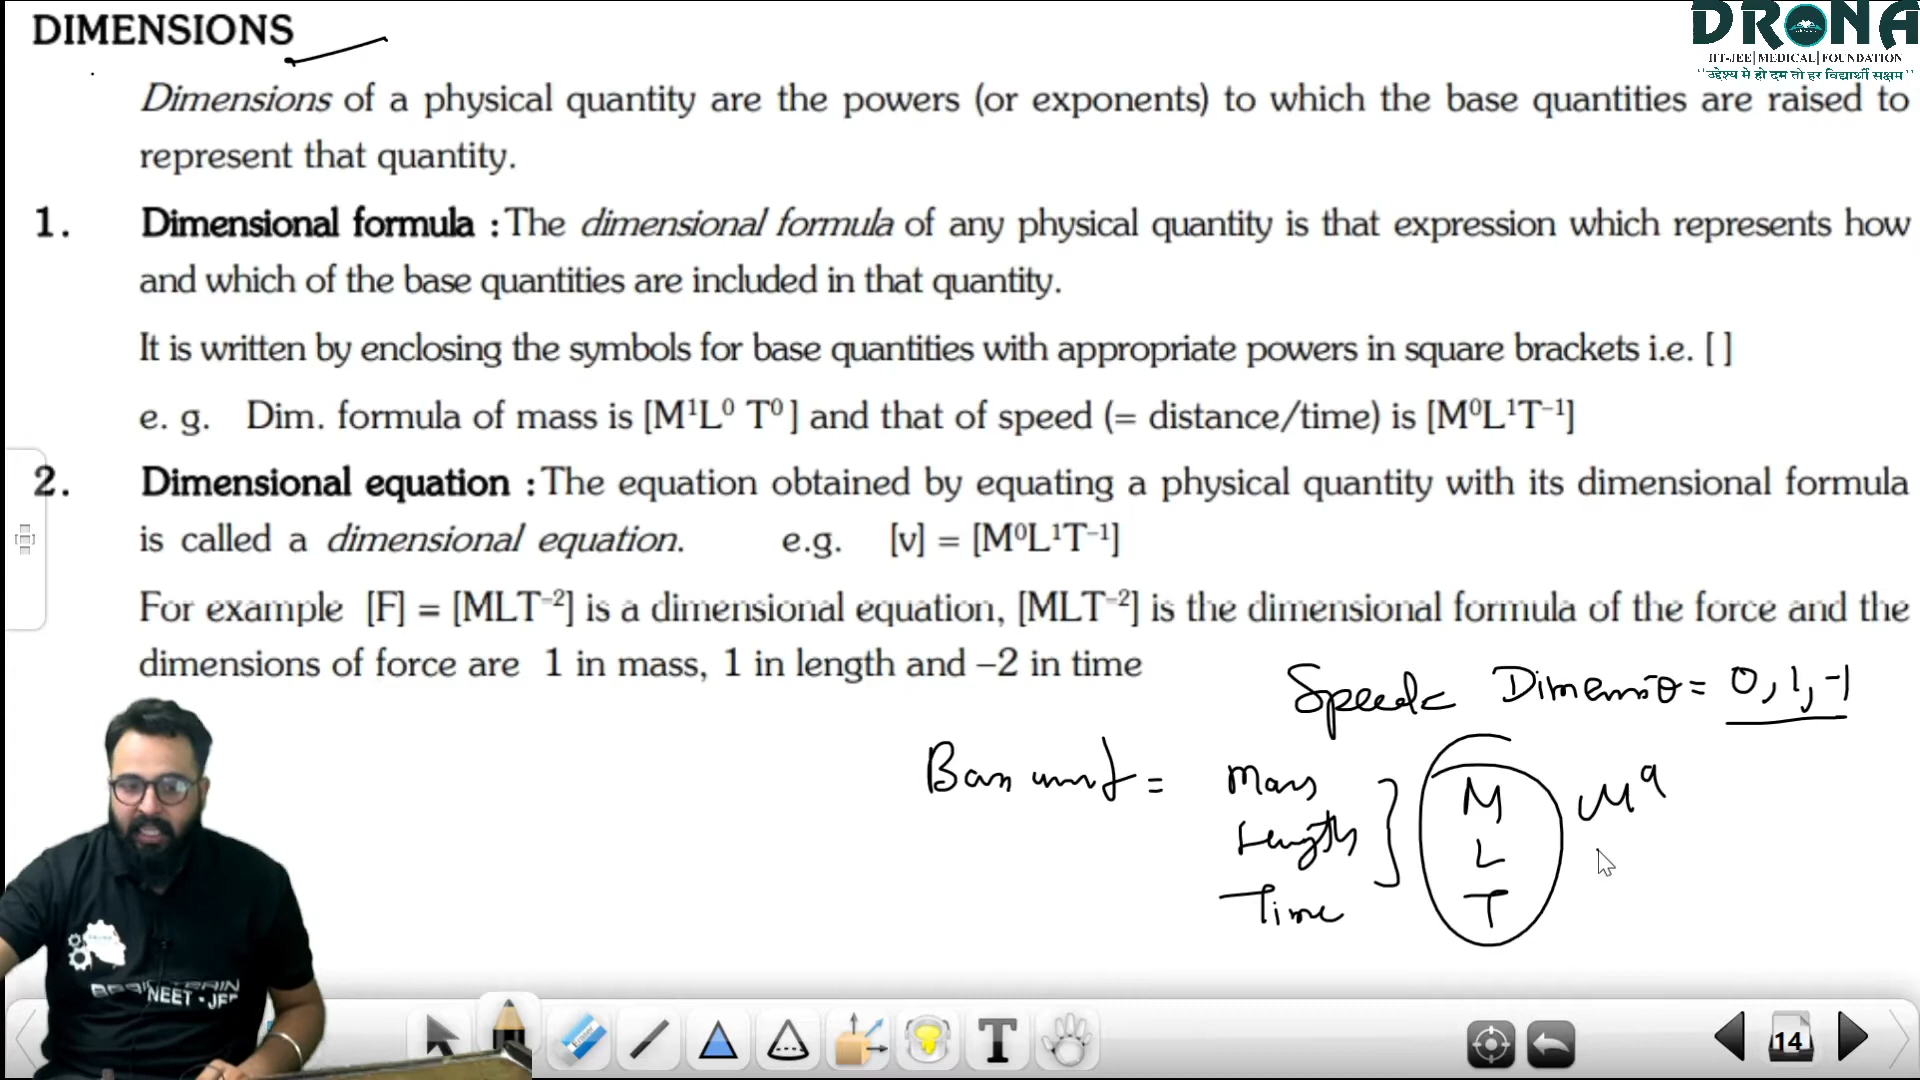 DIMENSIONS
DRONA
IIT-JEE|MEDICAL|FOUNDATION
"उद्देश्य मे हो दम तो हर विद्यार्थी सक्षम"
Dimensions of a physical quantity are the powers (or exponents) to which the base quantities are raised to
represent that quantity.
1. Dimensional formula : The dimensional formula of any physical quantity is that expression which represents how
and which of the base quantities are included in that quantity.
It is written by enclosing the symbols for base quantities with appropriate powers in square brackets i.e. [ ]
e. g. Dim. formula of mass is [M¹L⁰ T⁰] and that of speed (= distance/time) is [M⁰L¹T⁻¹]
2. Dimensional equation : The equation obtained by equating a physical quantity with its dimensional formula
is called a dimensional equation. e.g. [v] = [M⁰L¹T⁻¹]
For example [F] = [MLT⁻²] is a dimensional equation, [MLT⁻²] is the dimensional formula of the force and the
dimensions of force are 1 in mass, 1 in length and –2 in time
Speed = 0, 1, -1
unit = Mass M
Length L
Time T
NEET - JEE
T
14